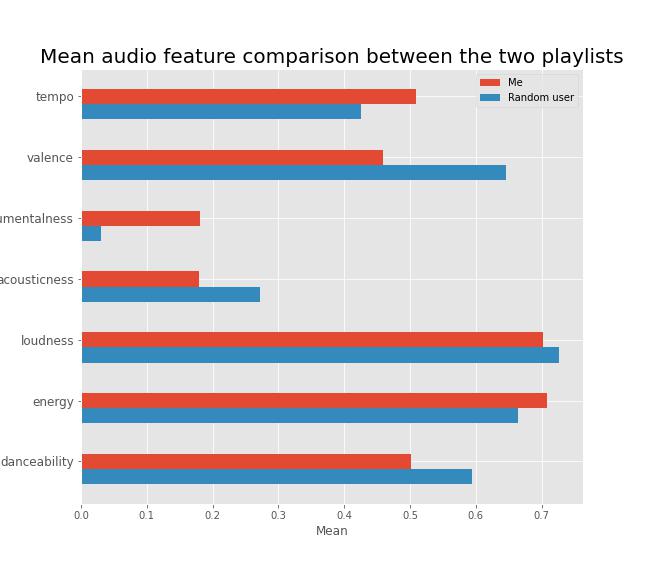 Mean audio feature comparison between the two playlists
Me
Random user
tempo
valence
umentalness
acousticness
loudness
energy
danceability
0.0 0.1 0.2 0.3 0.4 0.5 0.6 0.7
Mean